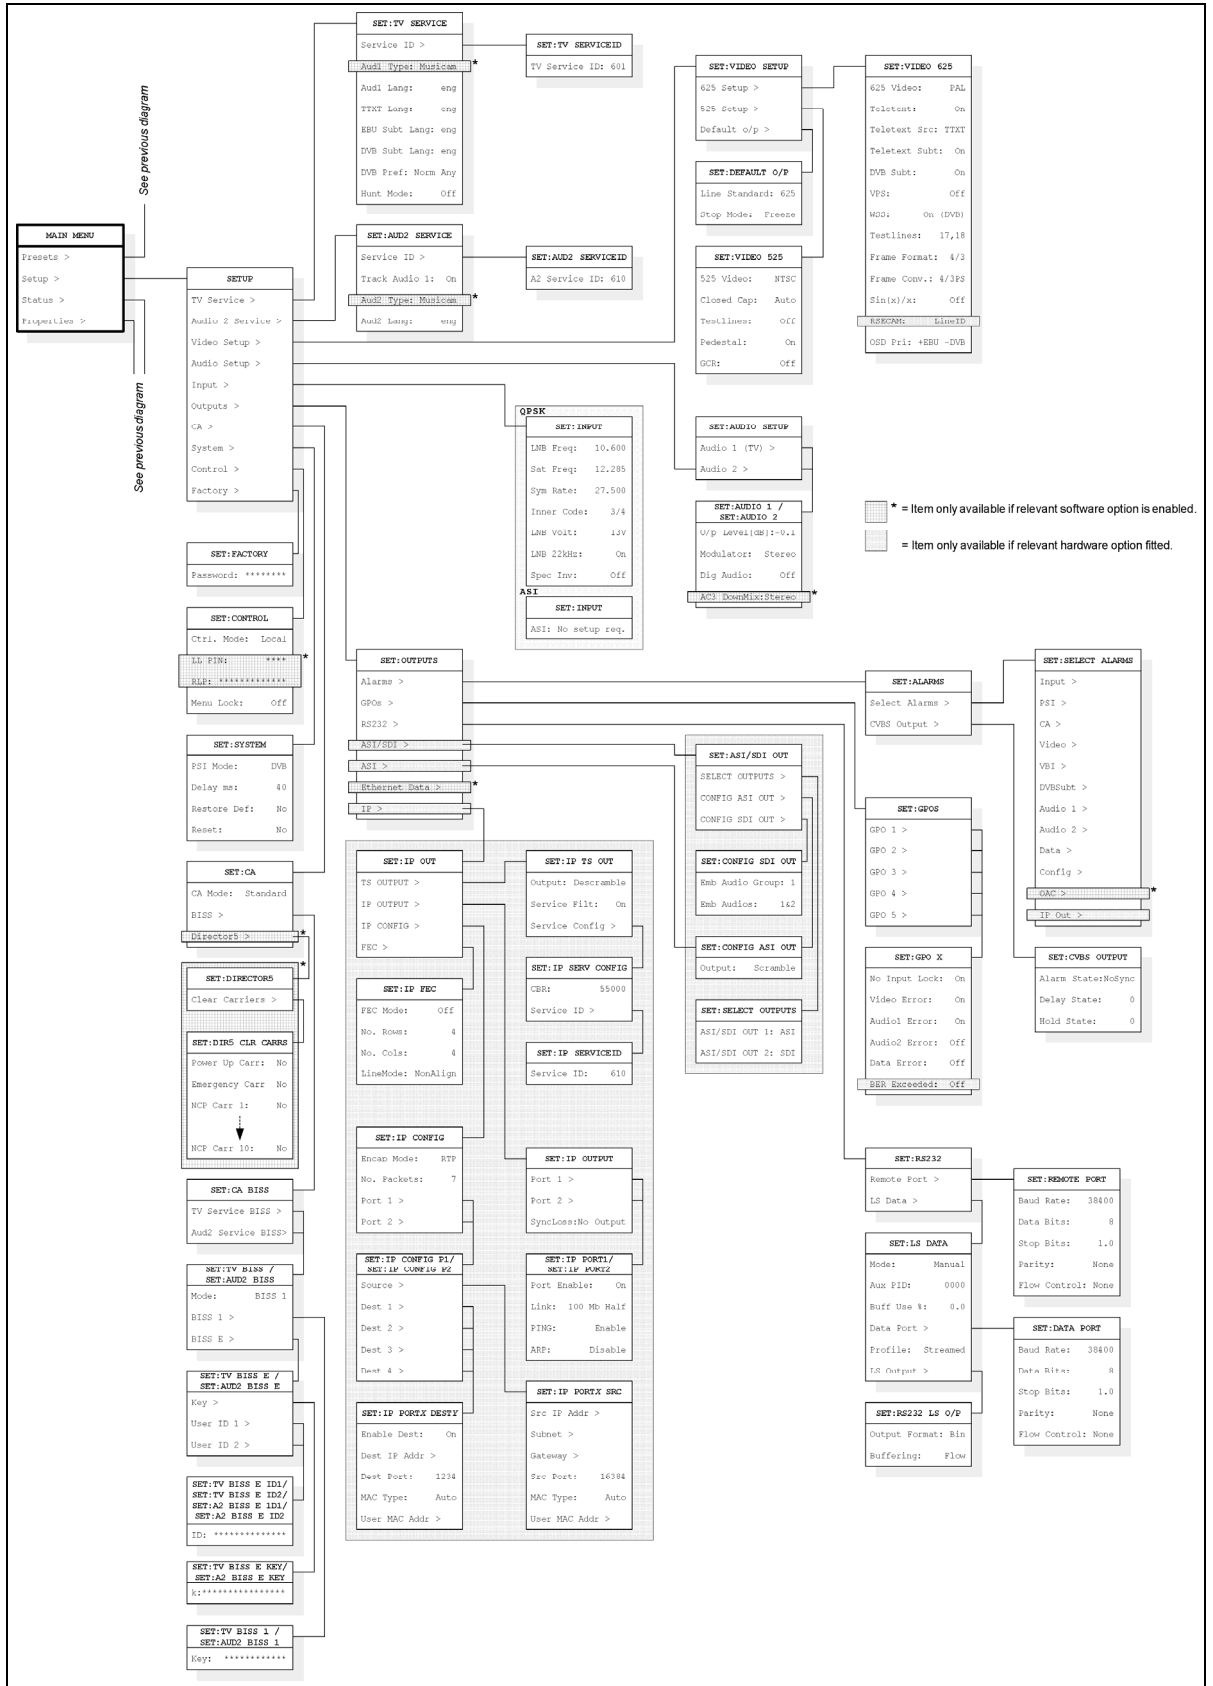 MAIN MENU
Presets >
Setup >
Status >
Properties >
See previous diagram
See previous diagram
SETUP
TV Service >
Audio 2 Service >
Video Setup >
Audio Setup >
Input >
Outputs >
CA >
System >
Control >
Factory >
SET:FACTORY
Password: ********
SET:CONTROL
Ctrl. Mode: Local
LL PIN: ****
*
RLP: *************
Menu Lock: Off
SET:SYSTEM
PSI Mode: DVB
Delay ms: 40
Restore Def: No
Reset: No
SET:CA
CA Mode: Standard
BISS >
Director5 > *
*
SET:DIRECTOR5
Clear Carriers >
SET:DIR5 CLR CARRS
Power Up Carr: No
Emergency Carr No
NCP Carr 1: No
NCP Carr 10: No
SET:CA BISS
TV Service BISS >
Aud2 Service BISS>
SET:TV BISS /
SET:AUD2 BISS
Mode: BISS 1
BISS 1 >
BISS E >
SET:TV BISS E /
SET:AUD2 BISS E
Key >
User ID 1 >
User ID 2 >
SET:TV BISS E ID1/
SET:TV BISS E ID2/
SET:A2 BISS E ID1/
SET:A2 BISS E ID2
ID: **************
SET:TV BISS E KEY/
SET:A2 BISS E KEY
k:****************
SET:TV BISS 1 /
SET:AUD2 BISS 1
Key: ************
SET:TV SERVICE
Service ID >
Aud1 Type: Musicam *
Aud1 Lang: eng
TTXT Lang: eng
EBU Subt Lang: eng
DVB Subt Lang: eng
DVB Pref: Norm Any
Hunt Mode: Off
SET:TV SERVICEID
TV Service ID: 601
SET:AUD2 SERVICE
Service ID >
Track Audio 1: On
Aud2 Type: Musicam *
Aud2 Lang: eng
SET:AUD2 SERVICEID
A2 Service ID: 610
QPSK
SET:INPUT
LNB Freq: 10.600
Sat Freq: 12.285
Sym Rate: 27.500
Inner Code: 3/4
LNB Volt: 13V
LNB 22kHz: On
Spec Inv: Off
ASI
SET:INPUT
ASI: No setup req.
SET:VIDEO SETUP
625 Setup >
525 Setup >
Default o/p >
SET:DEFAULT O/P
Line Standard: 625
Stop Mode: Freeze
SET:VIDEO 525
525 Video: NTSC
Closed Cap: Auto
Testlines: Off
Pedestal: On
GCR: Off
SET:VIDEO 625
625 Video: PAL
Teletext: On
Teletext Src: TTXT
Teletext Subt: On
DVB Subt: On
VPS: Off
WSS: On (DVD)
Testlines: 17,18
Frame Format: 4/3
Frame Conv.: 4/3PS
Sin(x)/x: Off
RSECAM: LineID
OSD Pri: +EBU -DVB
SET:AUDIO SETUP
Audio 1 (TV) >
Audio 2 >
SET:AUDIO 1 /
SET:AUDIO 2
O/p Level[dB]:-0.1
Modulator: Stereo
Dig Audio: Off
AC3 DownMix:Stereo *
* = Item only available if relevant software option is enabled.
= Item only available if relevant hardware option fitted.
SET:OUTPUTS
Alarms >
GPOs >
RS232 >
ASI/SDI >
ASI >
Ethernet Data > *
IP >
SET:IP OUT
TS OUTPUT >
IP OUTPUT >
IP CONFIG >
FEC >
SET:IP FEC
FEC Mode: Off
No. Rows: 4
No. Cols: 4
LineMode: NonAlign
SET:IP TS OUT
Output: Descramble
Service Filt: On
Service Config >
SET:IP SERV CONFIG
CBR: 55000
Service ID >
SET:IP SERVICEID
Service ID: 610
SET:IP CONFIG
Encap Mode: RTP
No. Packets: 7
Port 1 >
Port 2 >
SET:IP OUTPUT
Port 1 >
Port 2 >
SyncLoss:No Output
SET:IP CONFIG P1/
SET:IP CONFIG P2
Source >
Dest 1 >
Dest 2 >
Dest 3 >
Dest 4 >
SET:IP PORT1/
SET:IP PORT2
Port Enable: On
Link: 100 Mb Half
PING: Enable
ARP: Disable
SET:IP PORTX DESTY
Enable Dest: On
Dest IP Addr >
Dest Port: 1234
MAC Type: Auto
User MAC Addr >
SET:IP PORTX SRC
Src IP Addr >
Subnet >
Gateway >
Src Port: 16384
MAC Type: Auto
User MAC Addr >
SET:ASI/SDI OUT
SELECT OUTPUTS >
CONFIG ASI OUT >
CONFIG SDI OUT >
SET:CONFIG SDI OUT
Emb Audio Group: 1
Emb Audios: 1&2
SET:CONFIG ASI OUT
Output: Scramble
SET:SELECT OUTPUTS
ASI/SDI OUT 1: ASI
ASI/SDI OUT 2: SDI
SET:ALARMS
Select Alarms >
CVBS Output >
SET:SELECT ALARMS
Input >
PSI >
CA >
Video >
VBI >
DVBSubt >
Audio 1 >
Audio 2 >
Data >
Config >
OAC > *
IP Out >
SET:GPOS
GPO 1 >
GPO 2 >
GPO 3 >
GPO 4 >
GPO 5 >
SET:GPO X
No Input Lock: On
Video Error: On
Audio1 Error: On
Audio2 Error: Off
Data Error: Off
BER Exceeded: Off
SET:CVBS OUTPUT
Alarm State:NoSync
Delay State: 0
Hold State: 0
SET:RS232
Remote Port >
LS Data >
SET:REMOTE PORT
Baud Rate: 38400
Data Bits: 8
Stop Bits: 1.0
Parity: None
Flow Control: None
SET:LS DATA
Mode: Manual
Aux PID: 0000
Buff Use %: 0.0
Data Port >
Profile: Streamed
LS Output >
SET:DATA PORT
Baud Rate: 38400
Data Bits: 8
Stop Bits: 1.0
Parity: None
Flow Control: None
SET:RS232 LS O/P
Output Format: Bin
Buffering: Flow